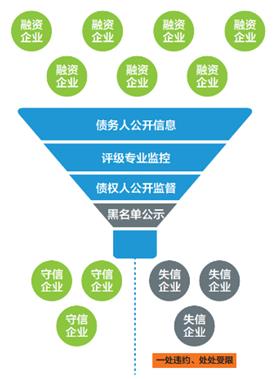 融资 融资 融资 融资
企业 企业 企业 企业
融资 融资 融资
企业 企业 企业
债务人公开信息
评级专业监控
债权人公开监督
黑名单公示
守信 守信 失信 失信
企业 企业 企业 企业
守信 失信
企业 企业
一处违约、处处受限